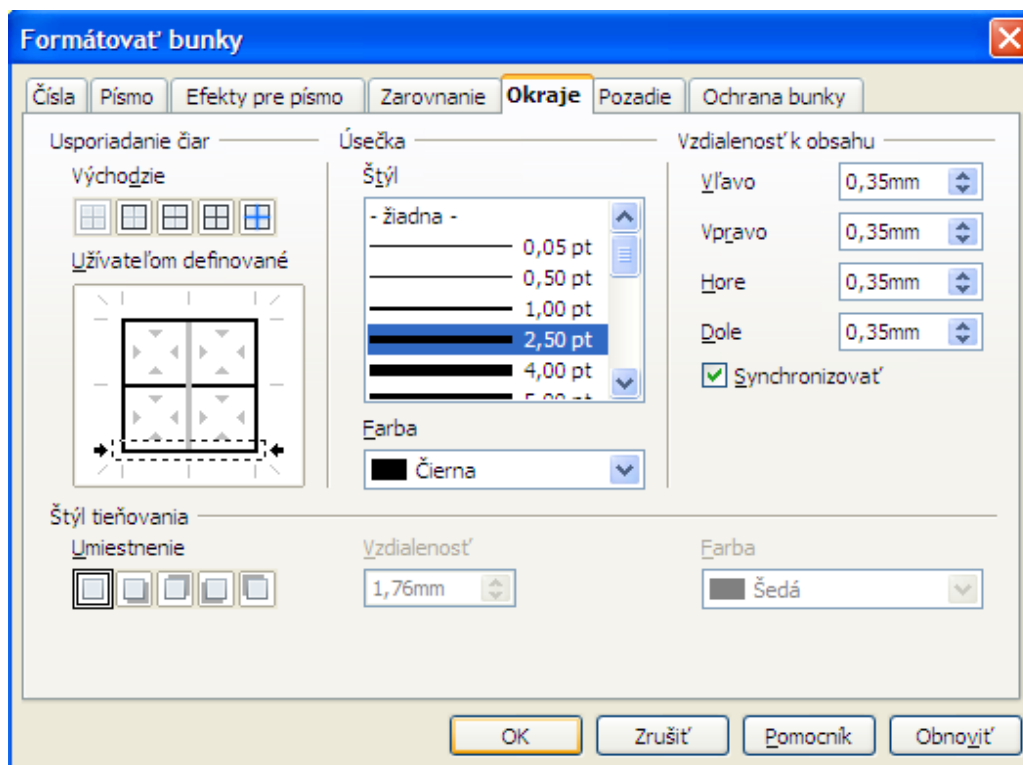 Formátovať bunky
Čísla Písmo Efekty pre písmo Zarovnanie Okraje Pozadie Ochrana bunky
Usporiadanie čiar
Východzie
Užívateľom definované
Úsečka
Štýl
- žiadna -
0,05 pt
0,50 pt
1,00 pt
2,50 pt
4,00 pt
5,00 pt
Farba
Čierna
Vzdialenosť k obsahu
Vľavo 0,35mm
Vpravo 0,35mm
Hore 0,35mm
Dole 0,35mm
Synchronizovať
Štýl tieňovania
Umiestnenie
Vzdialenosť
1,76mm
Farba
Šedá
OK Zrušiť Pomocník Obnoviť